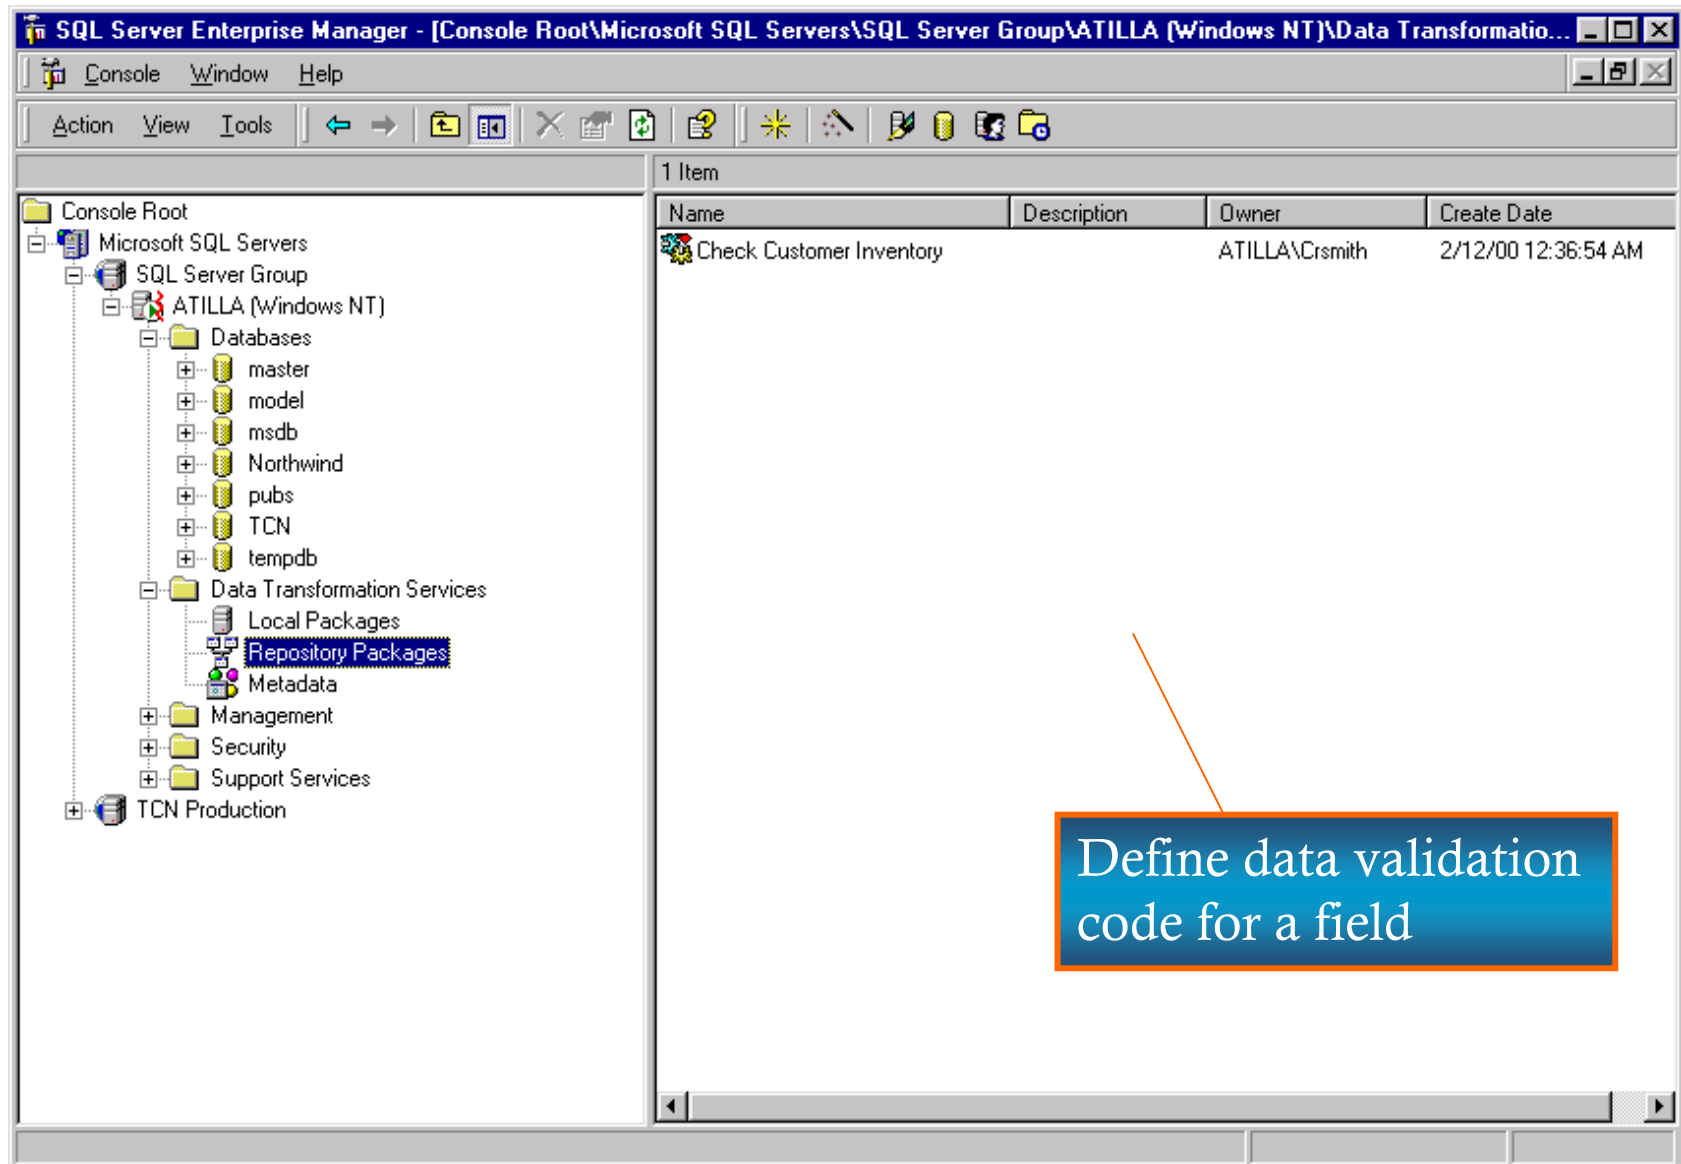 SQL Server Enterprise Manager - [Console Root\Microsoft SQL Servers\SQL Server Group\ATILLA (Windows NT)\Data Transformatio...
Console Window Help
Action View Tools
1 Item
Console Root
Microsoft SQL Servers
SQL Server Group
ATILLA (Windows NT)
Databases
master
model
msdb
Northwind
pubs
TCN
tempdb
Data Transformation Services
Local Packages
Repository Packages
Metadata
Management
Security
Support Services
TCN Production
Name Description Owner Create Date
Check Customer Inventory ATILLA\Crsmith 2/12/00 12:36:54 AM
Define data validation
code for a field